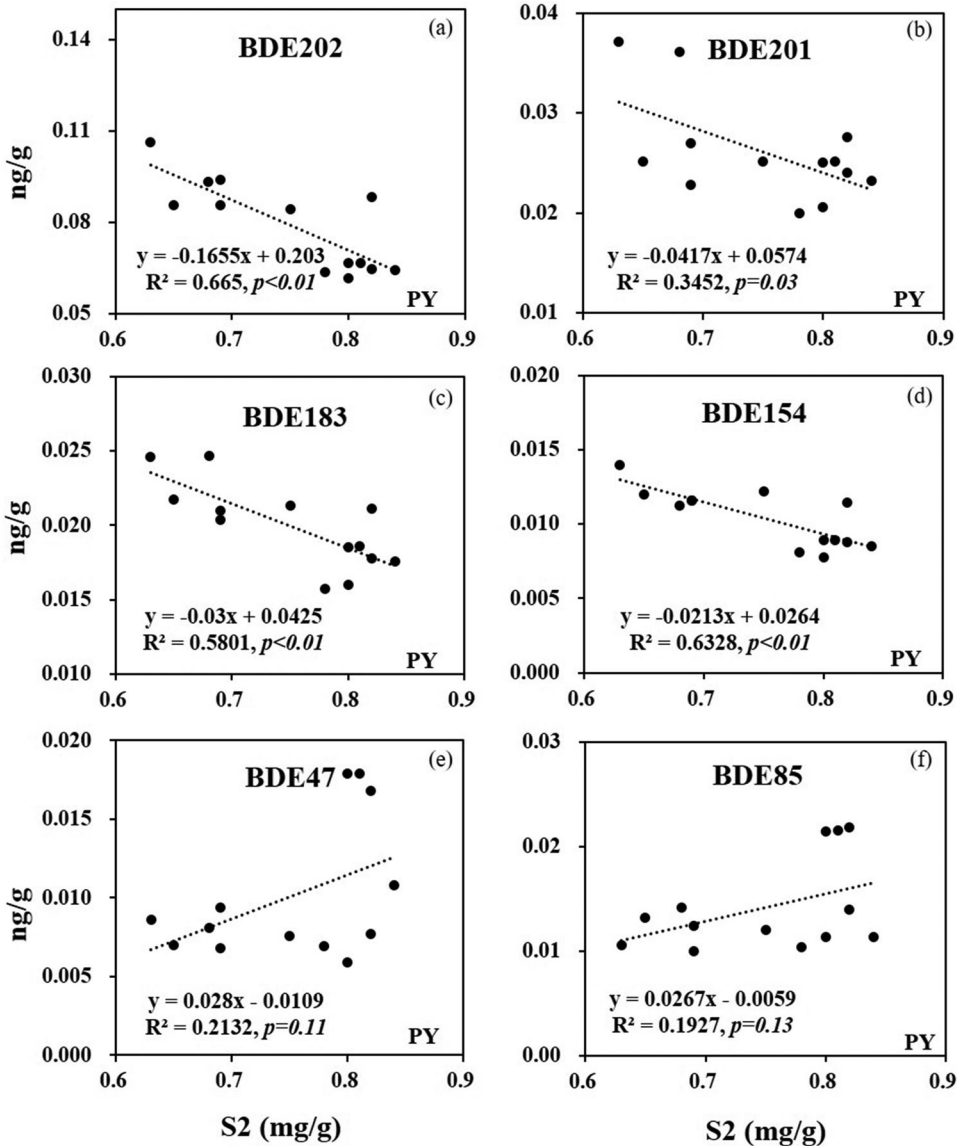 (a)
BDE202
0.14
0.11
0.08
0.05
ng/g
y = -0.1655x + 0.203
R² = 0.665, p<0.01
PY
0.6
0.7
0.8
0.9
(b)
BDE201
0.04
0.03
0.02
0.01
y = -0.0417x + 0.0574
R² = 0.3452, p=0.03
PY
0.6
0.7
0.8
0.9
(c)
BDE183
0.030
0.025
0.020
0.015
0.010
ng/g
y = -0.03x + 0.0425
R² = 0.5801, p<0.01
PY
0.6
0.7
0.8
0.9
(d)
BDE154
0.020
0.015
0.010
0.005
0.000
y = -0.0213x + 0.0264
R² = 0.6328, p<0.01
PY
0.6
0.7
0.8
0.9
(e)
BDE47
0.020
0.015
0.010
0.005
0.000
ng/g
y = 0.028x - 0.0109
R² = 0.2132, p=0.11
PY
0.6
0.7
0.8
0.9
S2 (mg/g)
(f)
BDE85
0.03
0.02
0.01
0.00
y = 0.0267x - 0.0059
R² = 0.1927, p=0.13
PY
0.6
0.7
0.8
0.9
S2 (mg/g)